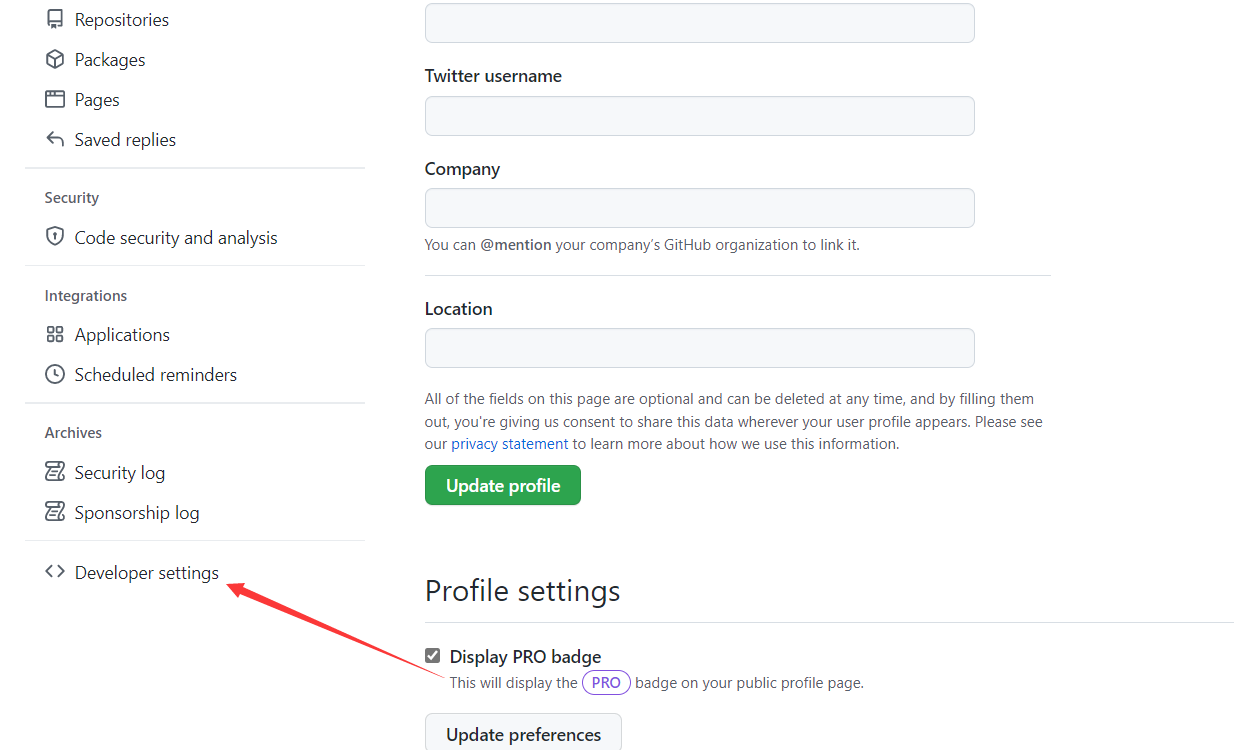 Repositories
Packages
Pages
Saved replies
Security
Code security and analysis
Integrations
Applications
Scheduled reminders
Archives
Security log
Sponsorship log
Developer settings
Twitter username
Company
You can @mention your company's GitHub organization to link it.
Location
All of the fields on this page are optional and can be deleted at any time, and by filling them
out, you're giving us consent to share this data wherever your user profile appears. Please see
our privacy statement to learn more about how we use this information.
Update profile
Profile settings
Display PRO badge
This will display the PRO badge on your public profile page.
Update preferences